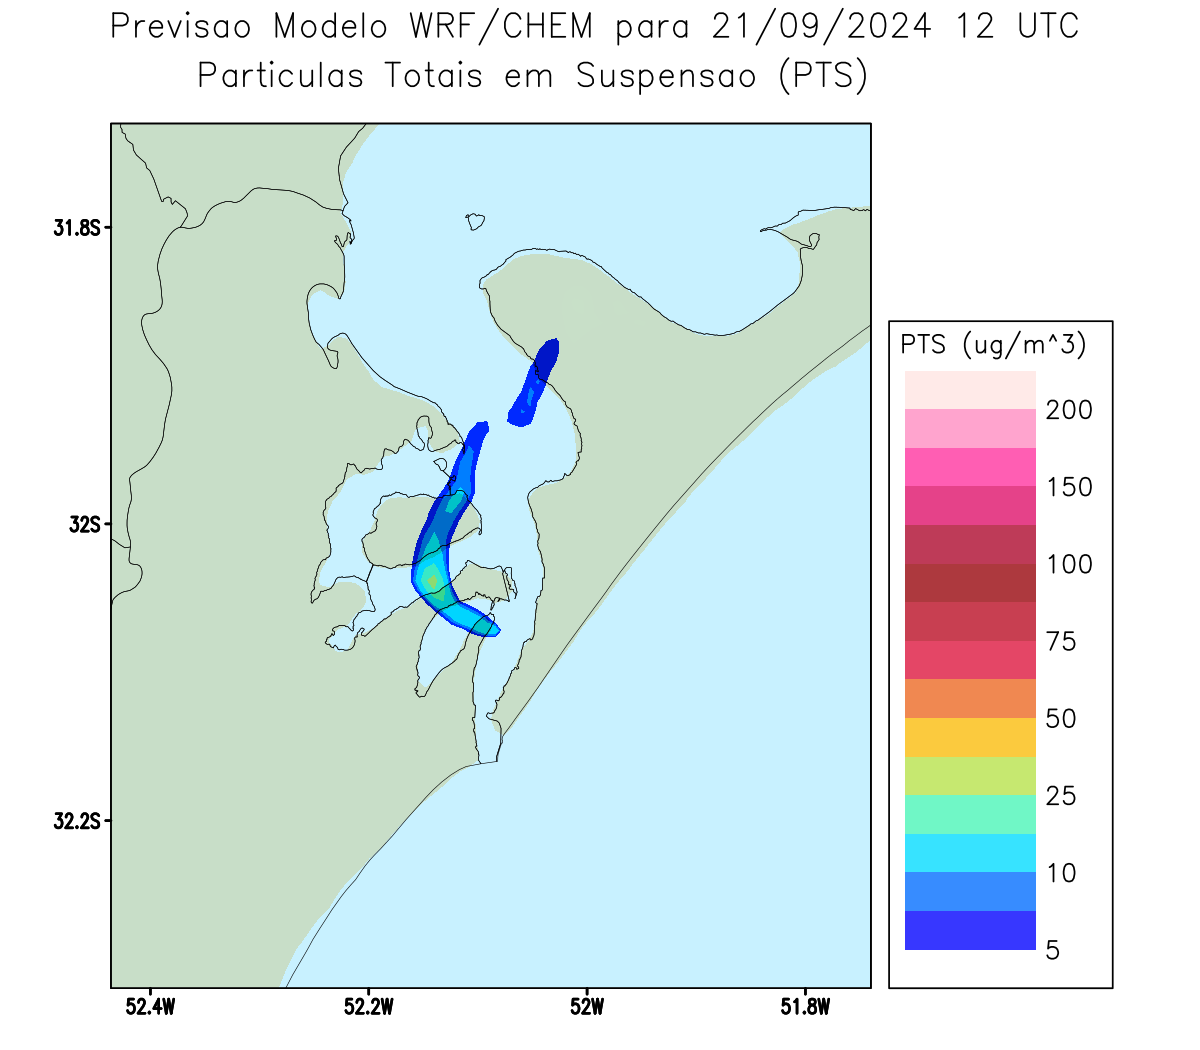 Previsao Modelo WRF/CHEM para 21/09/2024 12 UTC
Particulas Totais em Suspensao (PTS)
31.8S
32S
32.2S
52.4W
52.2W
52W
51.8W
PTS (ug/m^3)
200
150
100
75
50
25
10
5